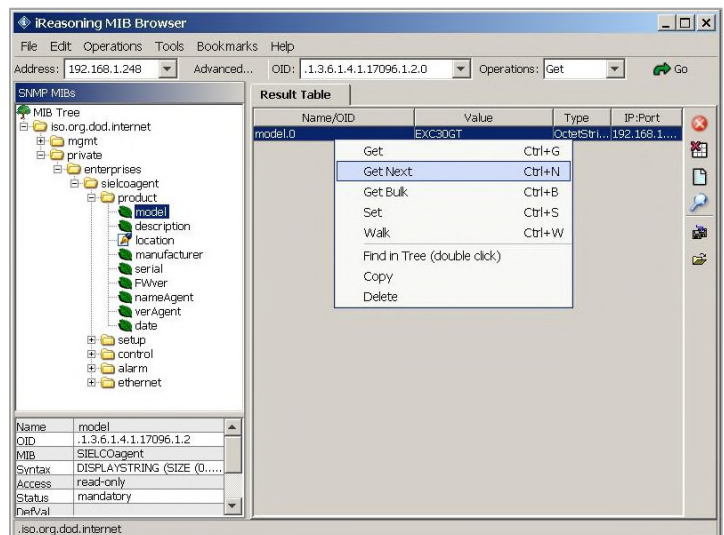 iReasoning MIB Browser
File Edit Operations Tools Bookmarks Help
Address: 192.168.1.248 Advanced... OID: .1.3.6.1.4.1.17096.1.2.0 Operations: Get Go
SNMP MIBs
MIB Tree
iso.org.dod.internet
mgmt
private
enterprises
sielcoagent
product
model
description
location
manufacturer
serial
FWver
nameAgent
verAgent
date
setup
control
alarm
ethernet
Name model
OID .1.3.6.1.4.1.17096.1.2
MIB SIELCOagent
Syntax DISPLAYSTRING (SIZE (0.....
Access read-only
Status mandatory
DefVal
Result Table
Name/OID Value Type IP:Port
model.0 EXC30GT OctetStri... 192.168.1....
Get Ctrl+G
Get Next Ctrl+N
Get Bulk Ctrl+B
Set Ctrl+S
Walk Ctrl+W
Find in Tree (double click)
Copy
Delete
.iso.org.dod.internet